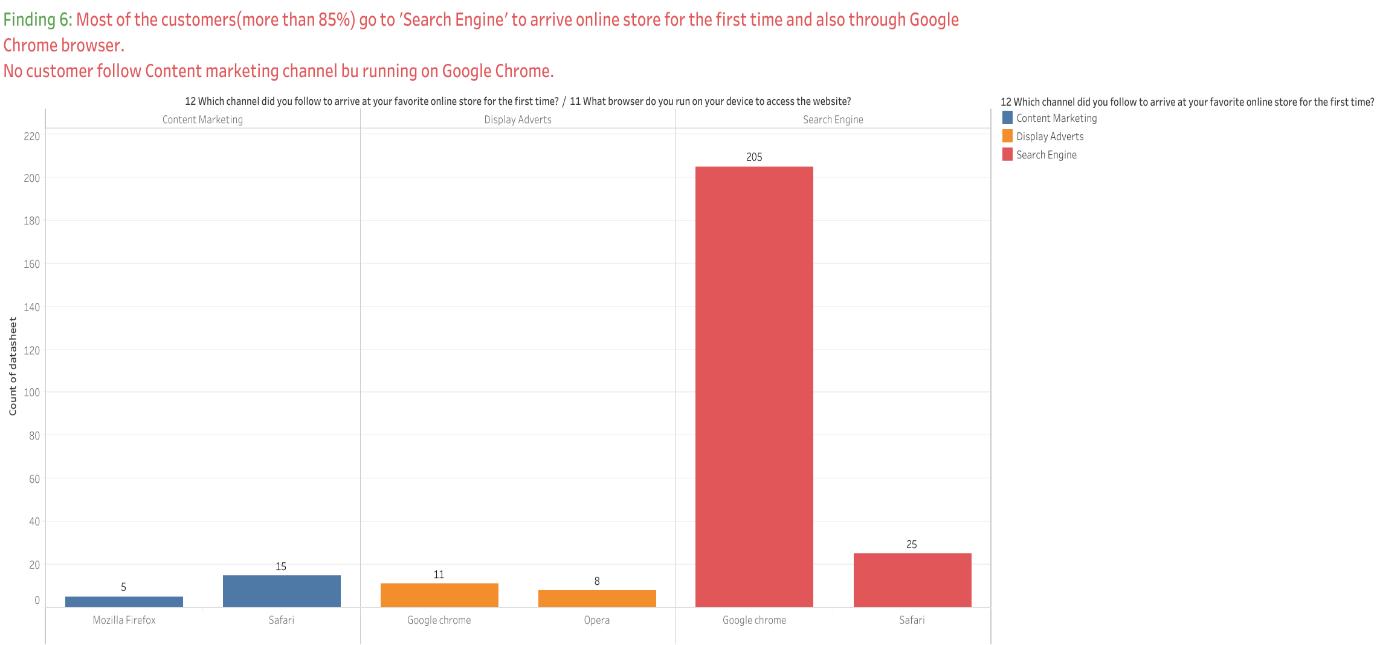 Finding 6: Most of the customers(more than 85%) go to 'Search Engine' to arrive online store for the first time and also through Google
Chrome browser.
No customer follow Content marketing channel bu running on Google Chrome.
12 Which channel did you follow to arrive at your favorite online store for the first time? / 11 What browser do you run on your device to access the website?
Content Marketing Display Adverts Search Engine
220
200
180
160
140
120
100
80
60
40
20
0
Count of datasheet
5 15 11 8 205 25
Mozilla Firefox Safari Google chrome Opera Google chrome Safari
12 Which channel did you follow to arrive at your favorite online store for the first time?
Content Marketing
Display Adverts
Search Engine